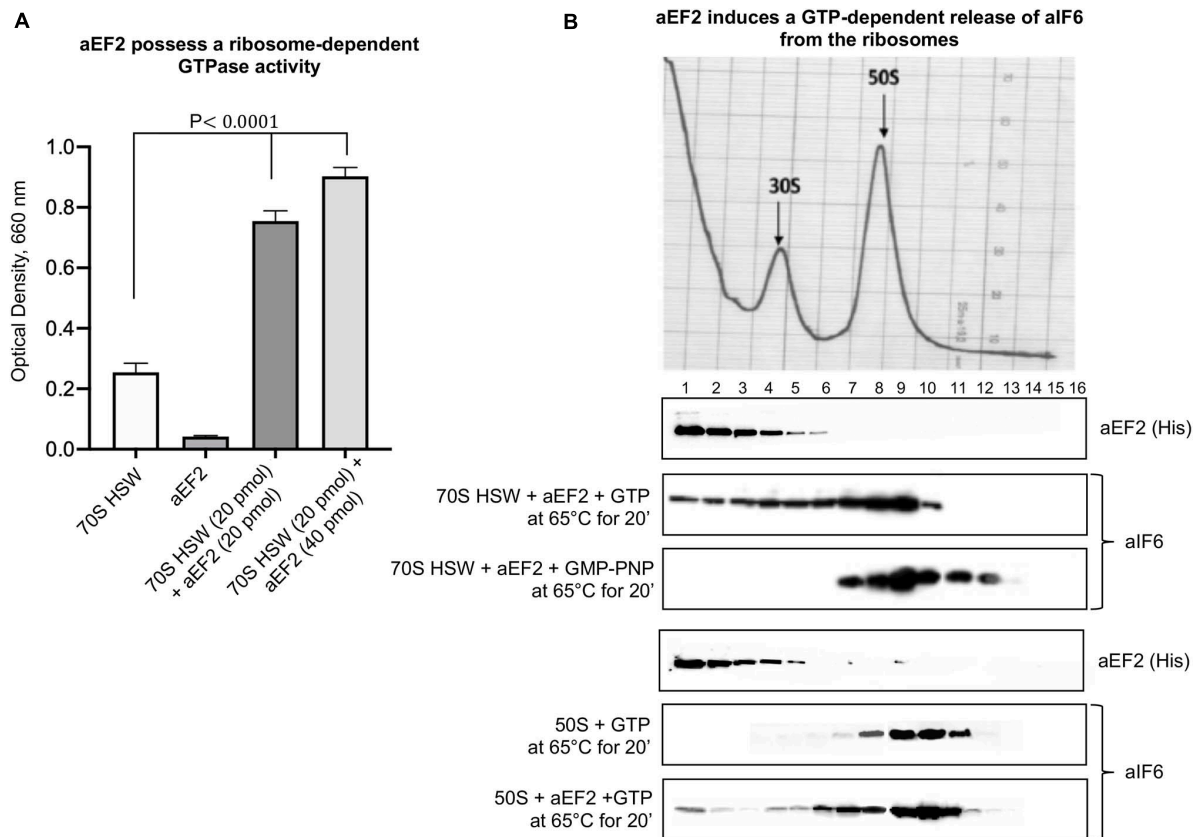 A
aEF2 possess a ribosome-dependent
GTPase activity
P< 0.0001
Optical Density, 660 nm
1.0
0.8
0.6
0.4
0.2
0.0
70S HSW
aEF2
70S HSW (20 pmol)
+ aEF2 (20 pmol)
70S HSW (20 pmol) +
aEF2 (40 pmol)
B
aEF2 induces a GTP-dependent release of aIF6
from the ribosomes
30S
50S
1 2 3 4 5 6 7 8 9 10 11 12 13 14 15 16
aEF2 (His)
70S HSW + aEF2 + GTP
at 65°C for 20’
70S HSW + aEF2 + GMP-PNP
at 65°C for 20’
aIF6
aEF2 (His)
50S + GTP
at 65°C for 20’
50S + aEF2 +GTP
at 65°C for 20’
aIF6